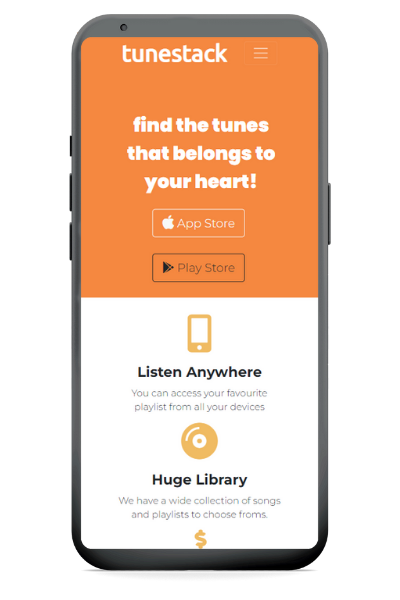 tunestack
find the tunes
that belongs to
your heart!
App Store
Play Store
Listen Anywhere
You can access your favourite
playlist from all your devices
Huge Library
We have a wide collection of songs
and playlists to choose froms.
$